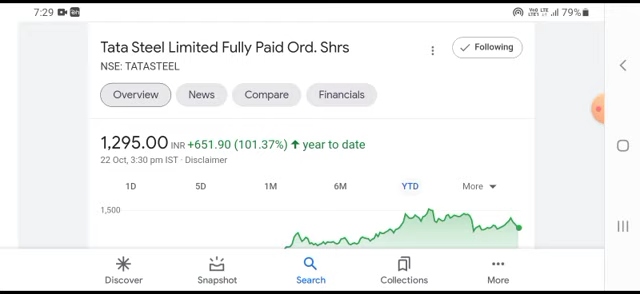 7:29 79%
Tata Steel Limited Fully Paid Ord. Shrs
Following
NSE: TATASTEEL
Overview News Compare Financials
1,295.00 INR +651.90 (101.37%) ↑ year to date
22 Oct, 3:30 pm IST · Disclaimer
1D 5D 1M 6M YTD More
1,500
Discover Snapshot Search Collections More